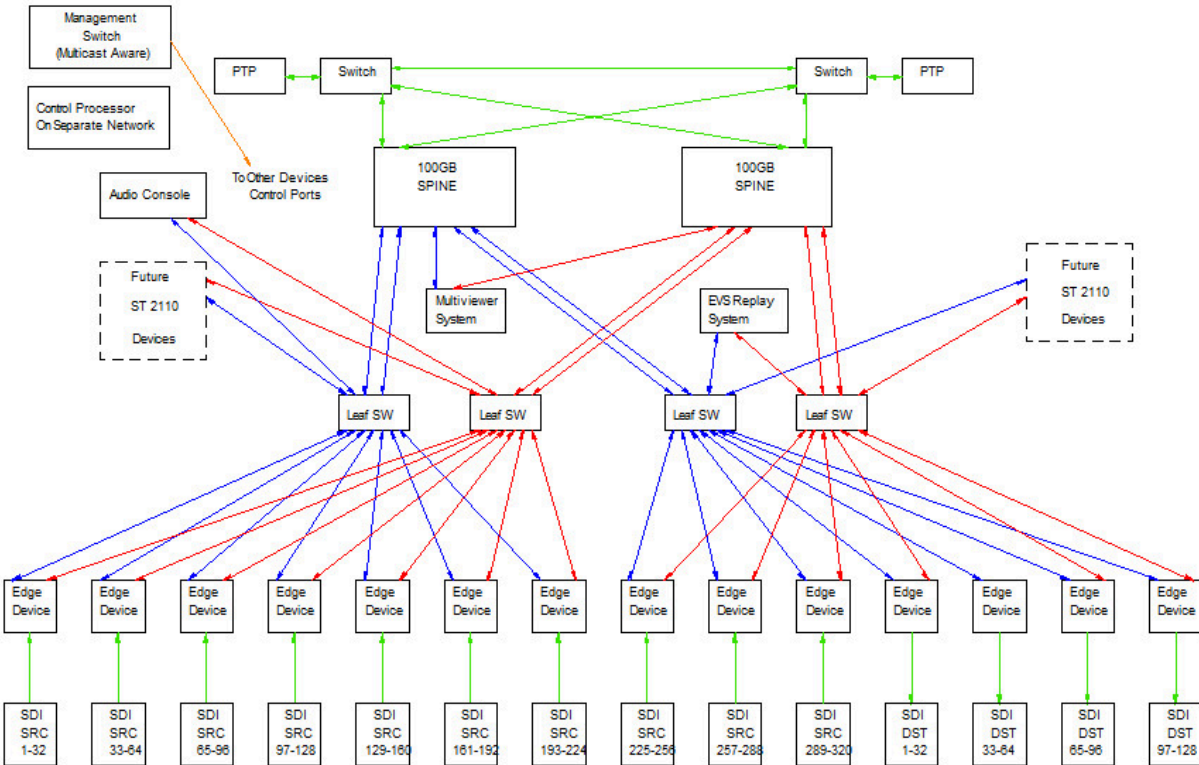 Management
Switch
(Multicast Aware)
PTP
Switch
Switch
PTP
Control Processor
On Separate Network
To Other Devices
Control Ports
100GB
SPINE
100GB
SPINE
Audio Console
Future
ST 2110
Devices
Multiviewer
System
EVS Replay
System
Future
ST 2110
Devices
Leaf SW
Leaf SW
Leaf SW
Leaf SW
Edge
Device
Edge
Device
Edge
Device
Edge
Device
Edge
Device
Edge
Device
Edge
Device
Edge
Device
Edge
Device
Edge
Device
Edge
Device
Edge
Device
Edge
Device
Edge
Device
SDI
SRC
1-32
SDI
SRC
33-64
SDI
SRC
65-96
SDI
SRC
97-128
SDI
SRC
129-160
SDI
SRC
161-192
SDI
SRC
193-224
SDI
SRC
225-256
SDI
SRC
257-288
SDI
SRC
289-320
SDI
DST
1-32
SDI
DST
33-64
SDI
DST
65-96
SDI
DST
97-128